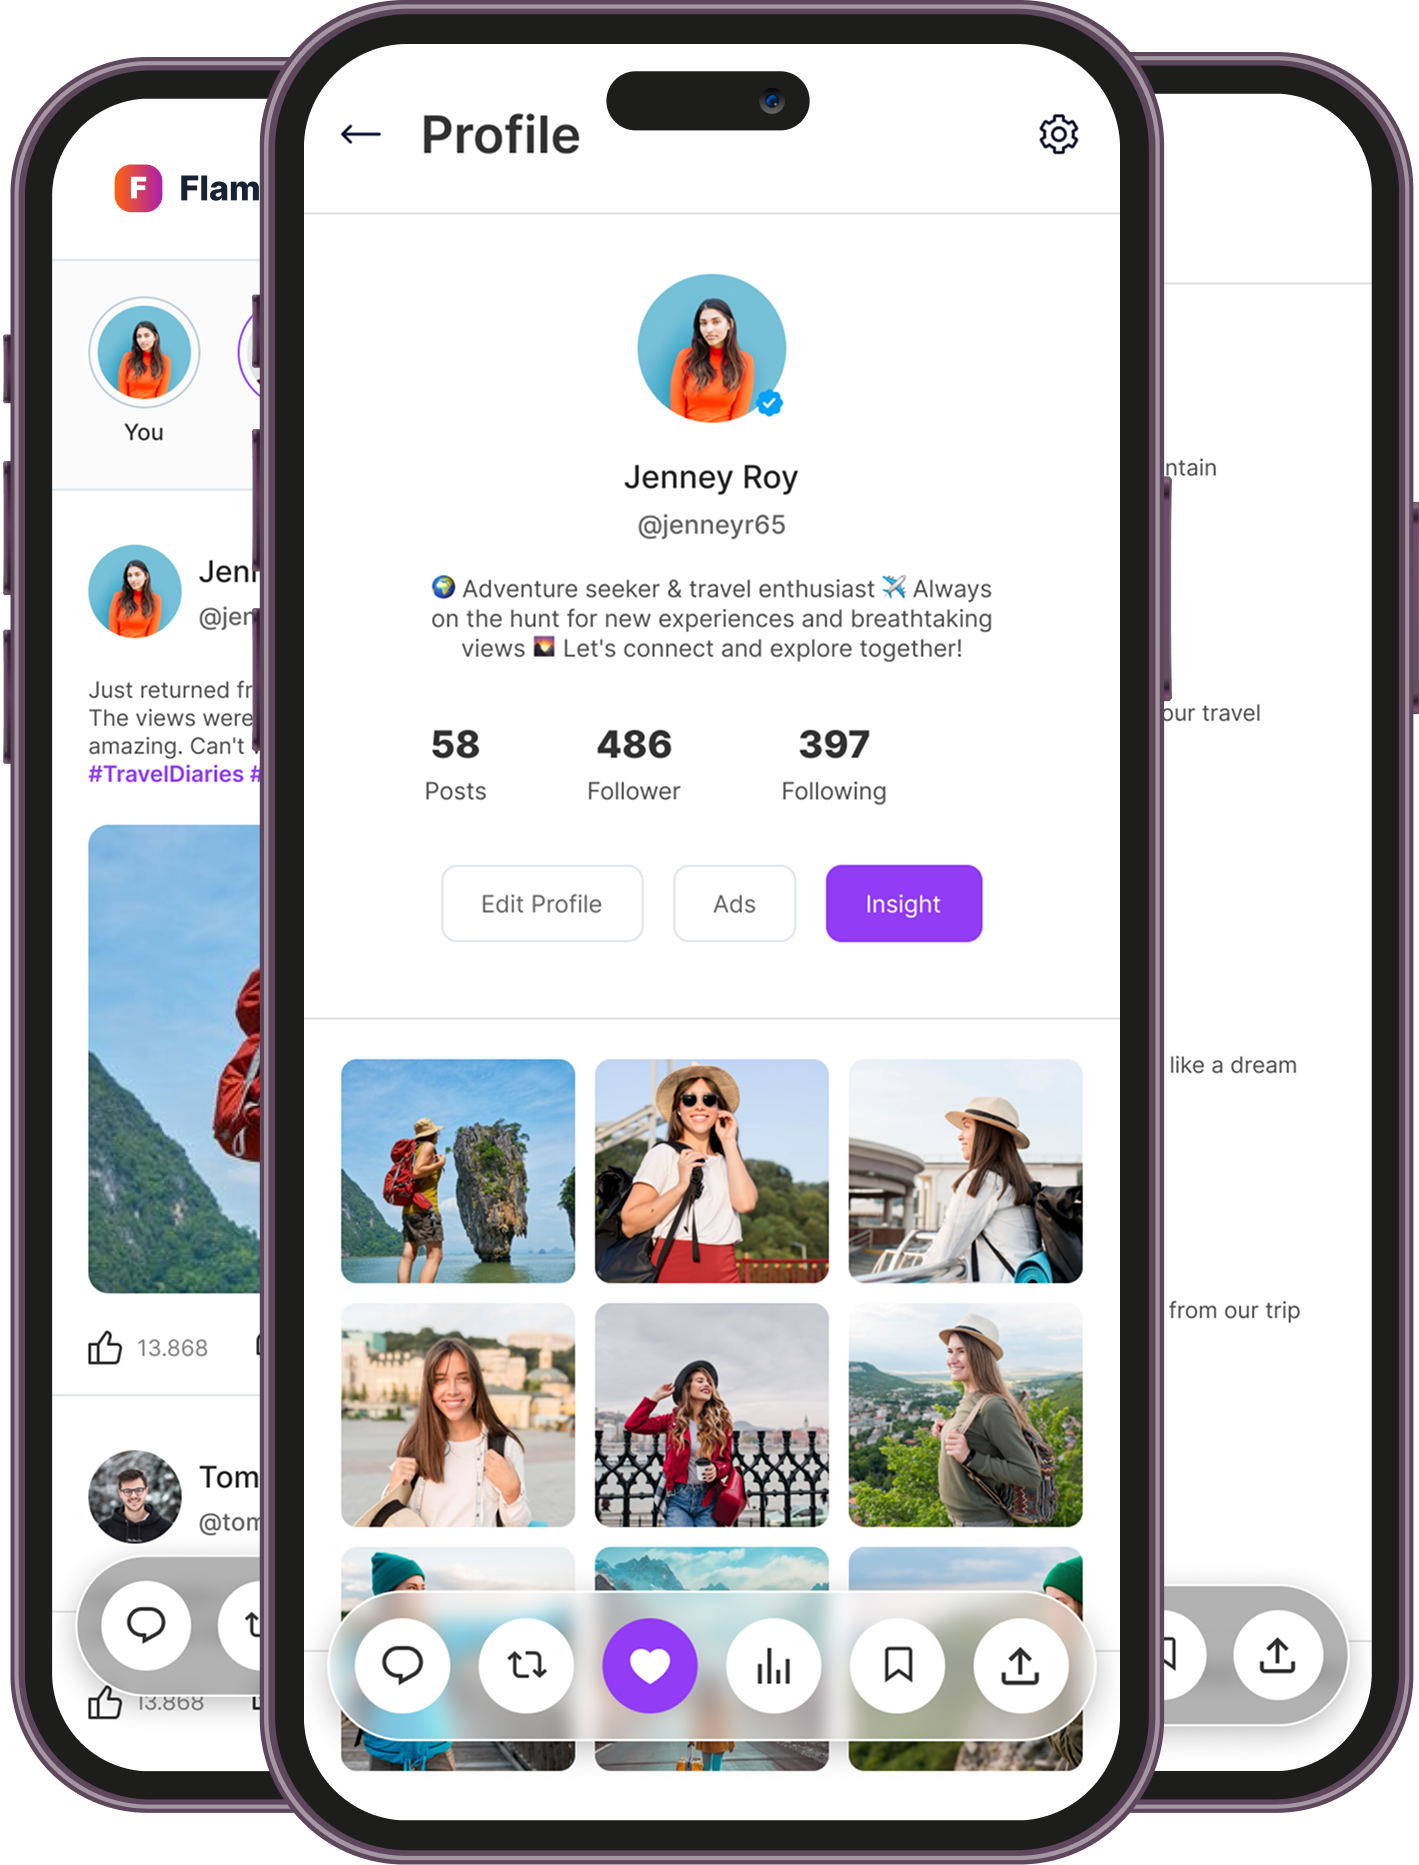 Profile
Jenney Roy
@jenneyr65
🌍 Adventure seeker & travel enthusiast ✈️ Always
on the hunt for new experiences and breathtaking
views 🌄 Let's connect and explore together!
58
Posts
486
Follower
397
Following
Edit Profile
Ads
Insight
F
Flam
You
Jen
@jen
Just returned fr
The views were
amazing. Can't
#TravelDiaries #
13.868
Tom
@tom
13.868
ntain
our travel
like a dream
from our trip